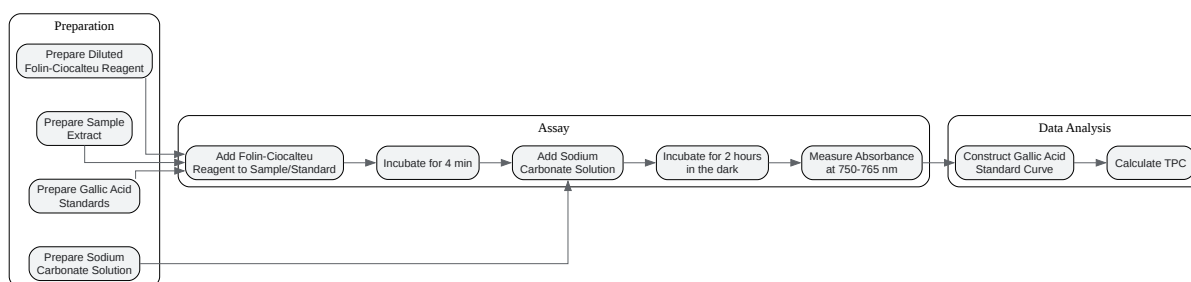 Preparation
Prepare Diluted
Folin-Ciocalteu Reagent
Prepare Sample
Extract
Prepare Gallic Acid
Standards
Prepare Sodium
Carbonate Solution
Assay
Add Folin-Ciocalteu
Reagent to Sample/Standard
Incubate for 4 min
Add Sodium
Carbonate Solution
Incubate for 2 hours
in the dark
Measure Absorbance
at 750-765 nm
Data Analysis
Construct Gallic Acid
Standard Curve
Calculate TPC